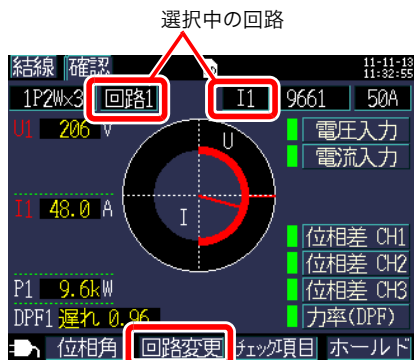 選択中の回路
結線 確認 11-11-13
11:32:55
1P2W×3 回路1 I1 9661 50A
U1 206 V U 電圧入力
電流入力
I1 48.0 A I
位相差 CH1
位相差 CH2
P1 9.6kW 位相差 CH3
DPF1 遅れ 0.96 力率(DPF)
位相角 回路変更 チェック項目 ホールド